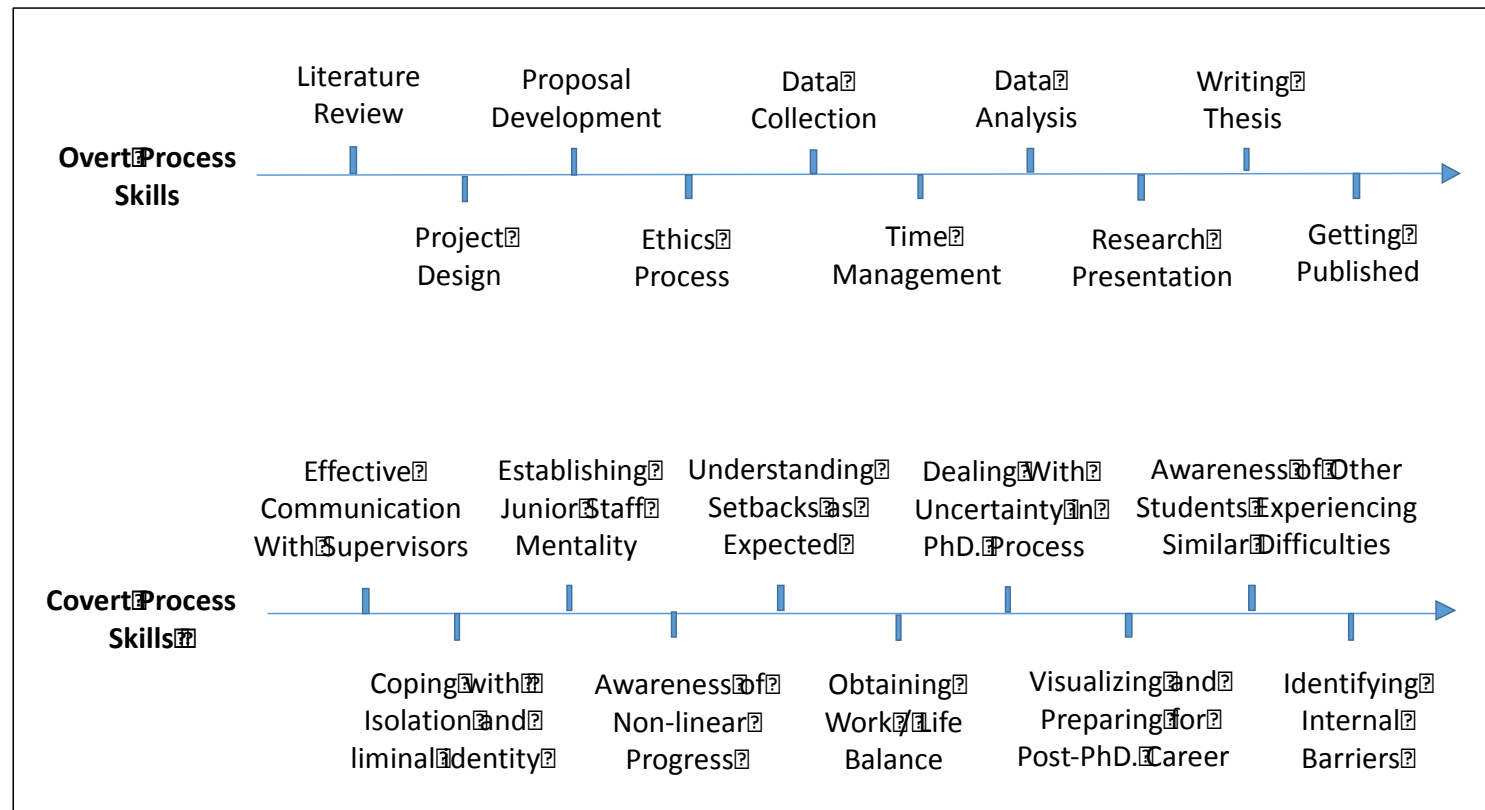 Literature
Review
Proposal
Development
Data
Collection
Data
Analysis
Writing
Thesis
Overt Process
Skills
Project
Design
Ethics
Process
Time
Management
Research
Presentation
Getting
Published
Effective
Communication
With Supervisors
Establishing
Junior Staff
Mentality
Understanding
Setbacks as
Expected
Dealing With
Uncertainty in
PhD. Process
Awareness of Other
Students Experiencing
Similar Difficulties
Covert Process
Skills
Coping with
Isolation and
liminal identity
Awareness of
Non-linear
Progress
Obtaining
Work / Life
Balance
Visualizing and
Preparing for
Post-PhD. Career
Identifying
Internal
Barriers